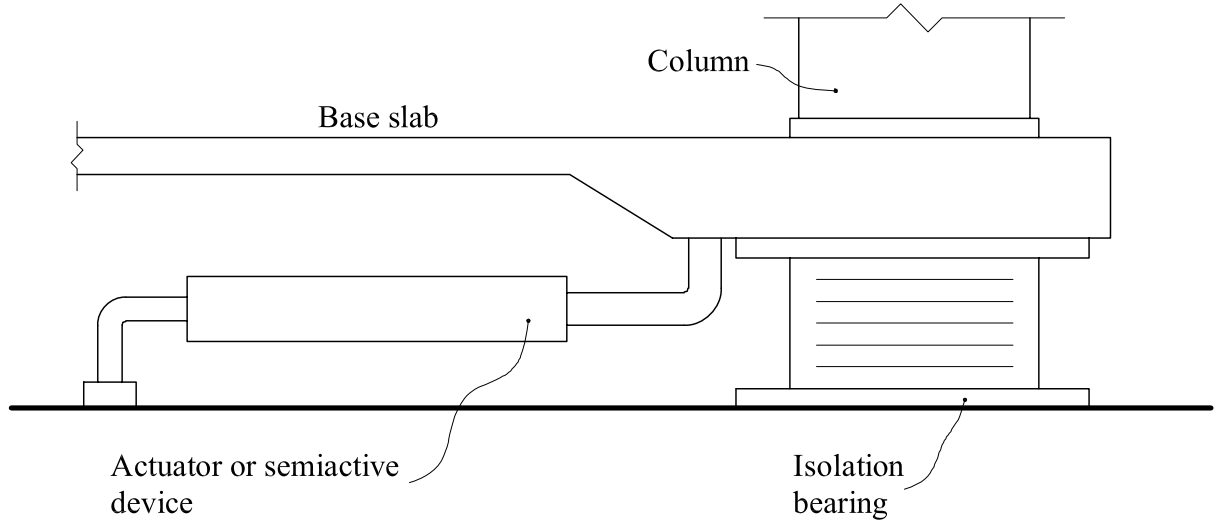 Column
Base slab
Actuator or semiactive
device
Isolation
bearing